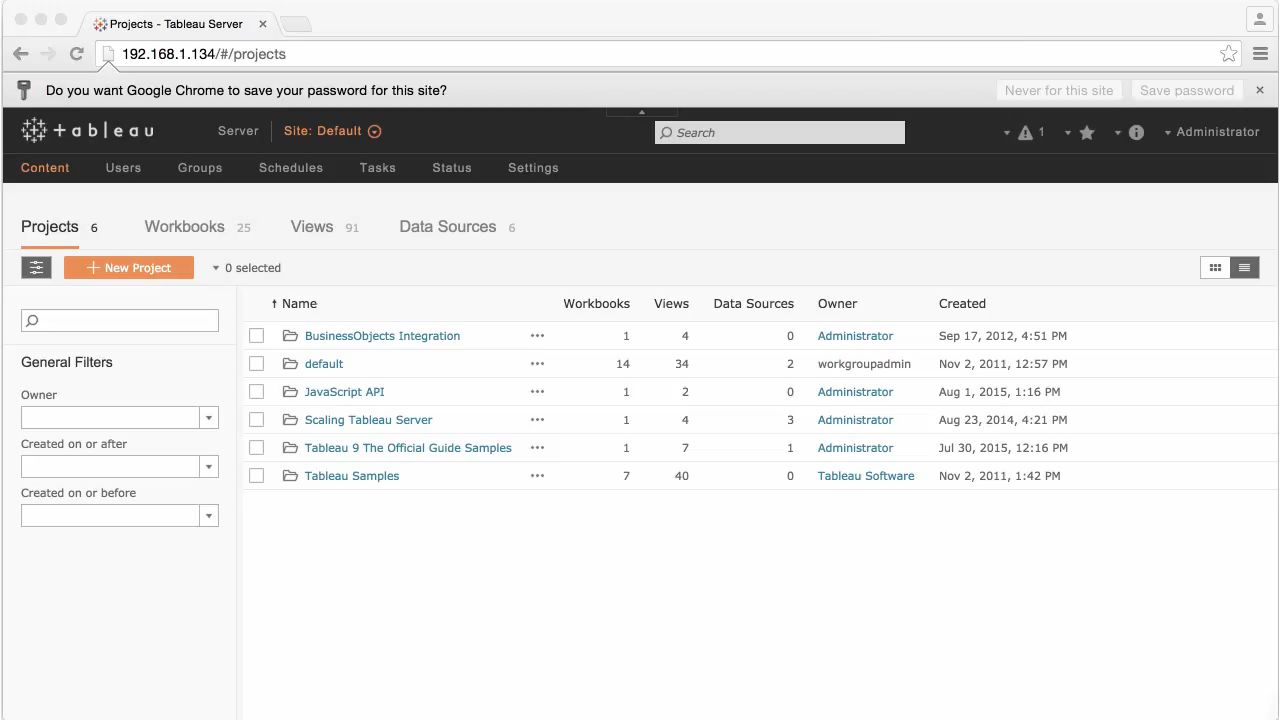 Projects - Tableau Server
192.168.1.134/#/projects
Do you want Google Chrome to save your password for this site? Never for this site Save password
+ableau Server Site: Default Search 1 Administrator
Content Users Groups Schedules Tasks Status Settings
Projects 6 Workbooks 25 Views 91 Data Sources 6
New Project 0 selected
Name Workbooks Views Data Sources Owner Created
BusinessObjects Integration 1 4 0 Administrator Sep 17, 2012, 4:51 PM
default 14 34 2 workgroupadmin Nov 2, 2011, 12:57 PM
JavaScript API 1 2 0 Administrator Aug 1, 2015, 1:16 PM
Scaling Tableau Server 1 4 3 Administrator Aug 23, 2014, 4:21 PM
Tableau 9 The Official Guide Samples 1 7 1 Administrator Jul 30, 2015, 12:16 PM
Tableau Samples 7 40 0 Tableau Software Nov 2, 2011, 1:42 PM
General Filters
Owner
Created on or after
Created on or before